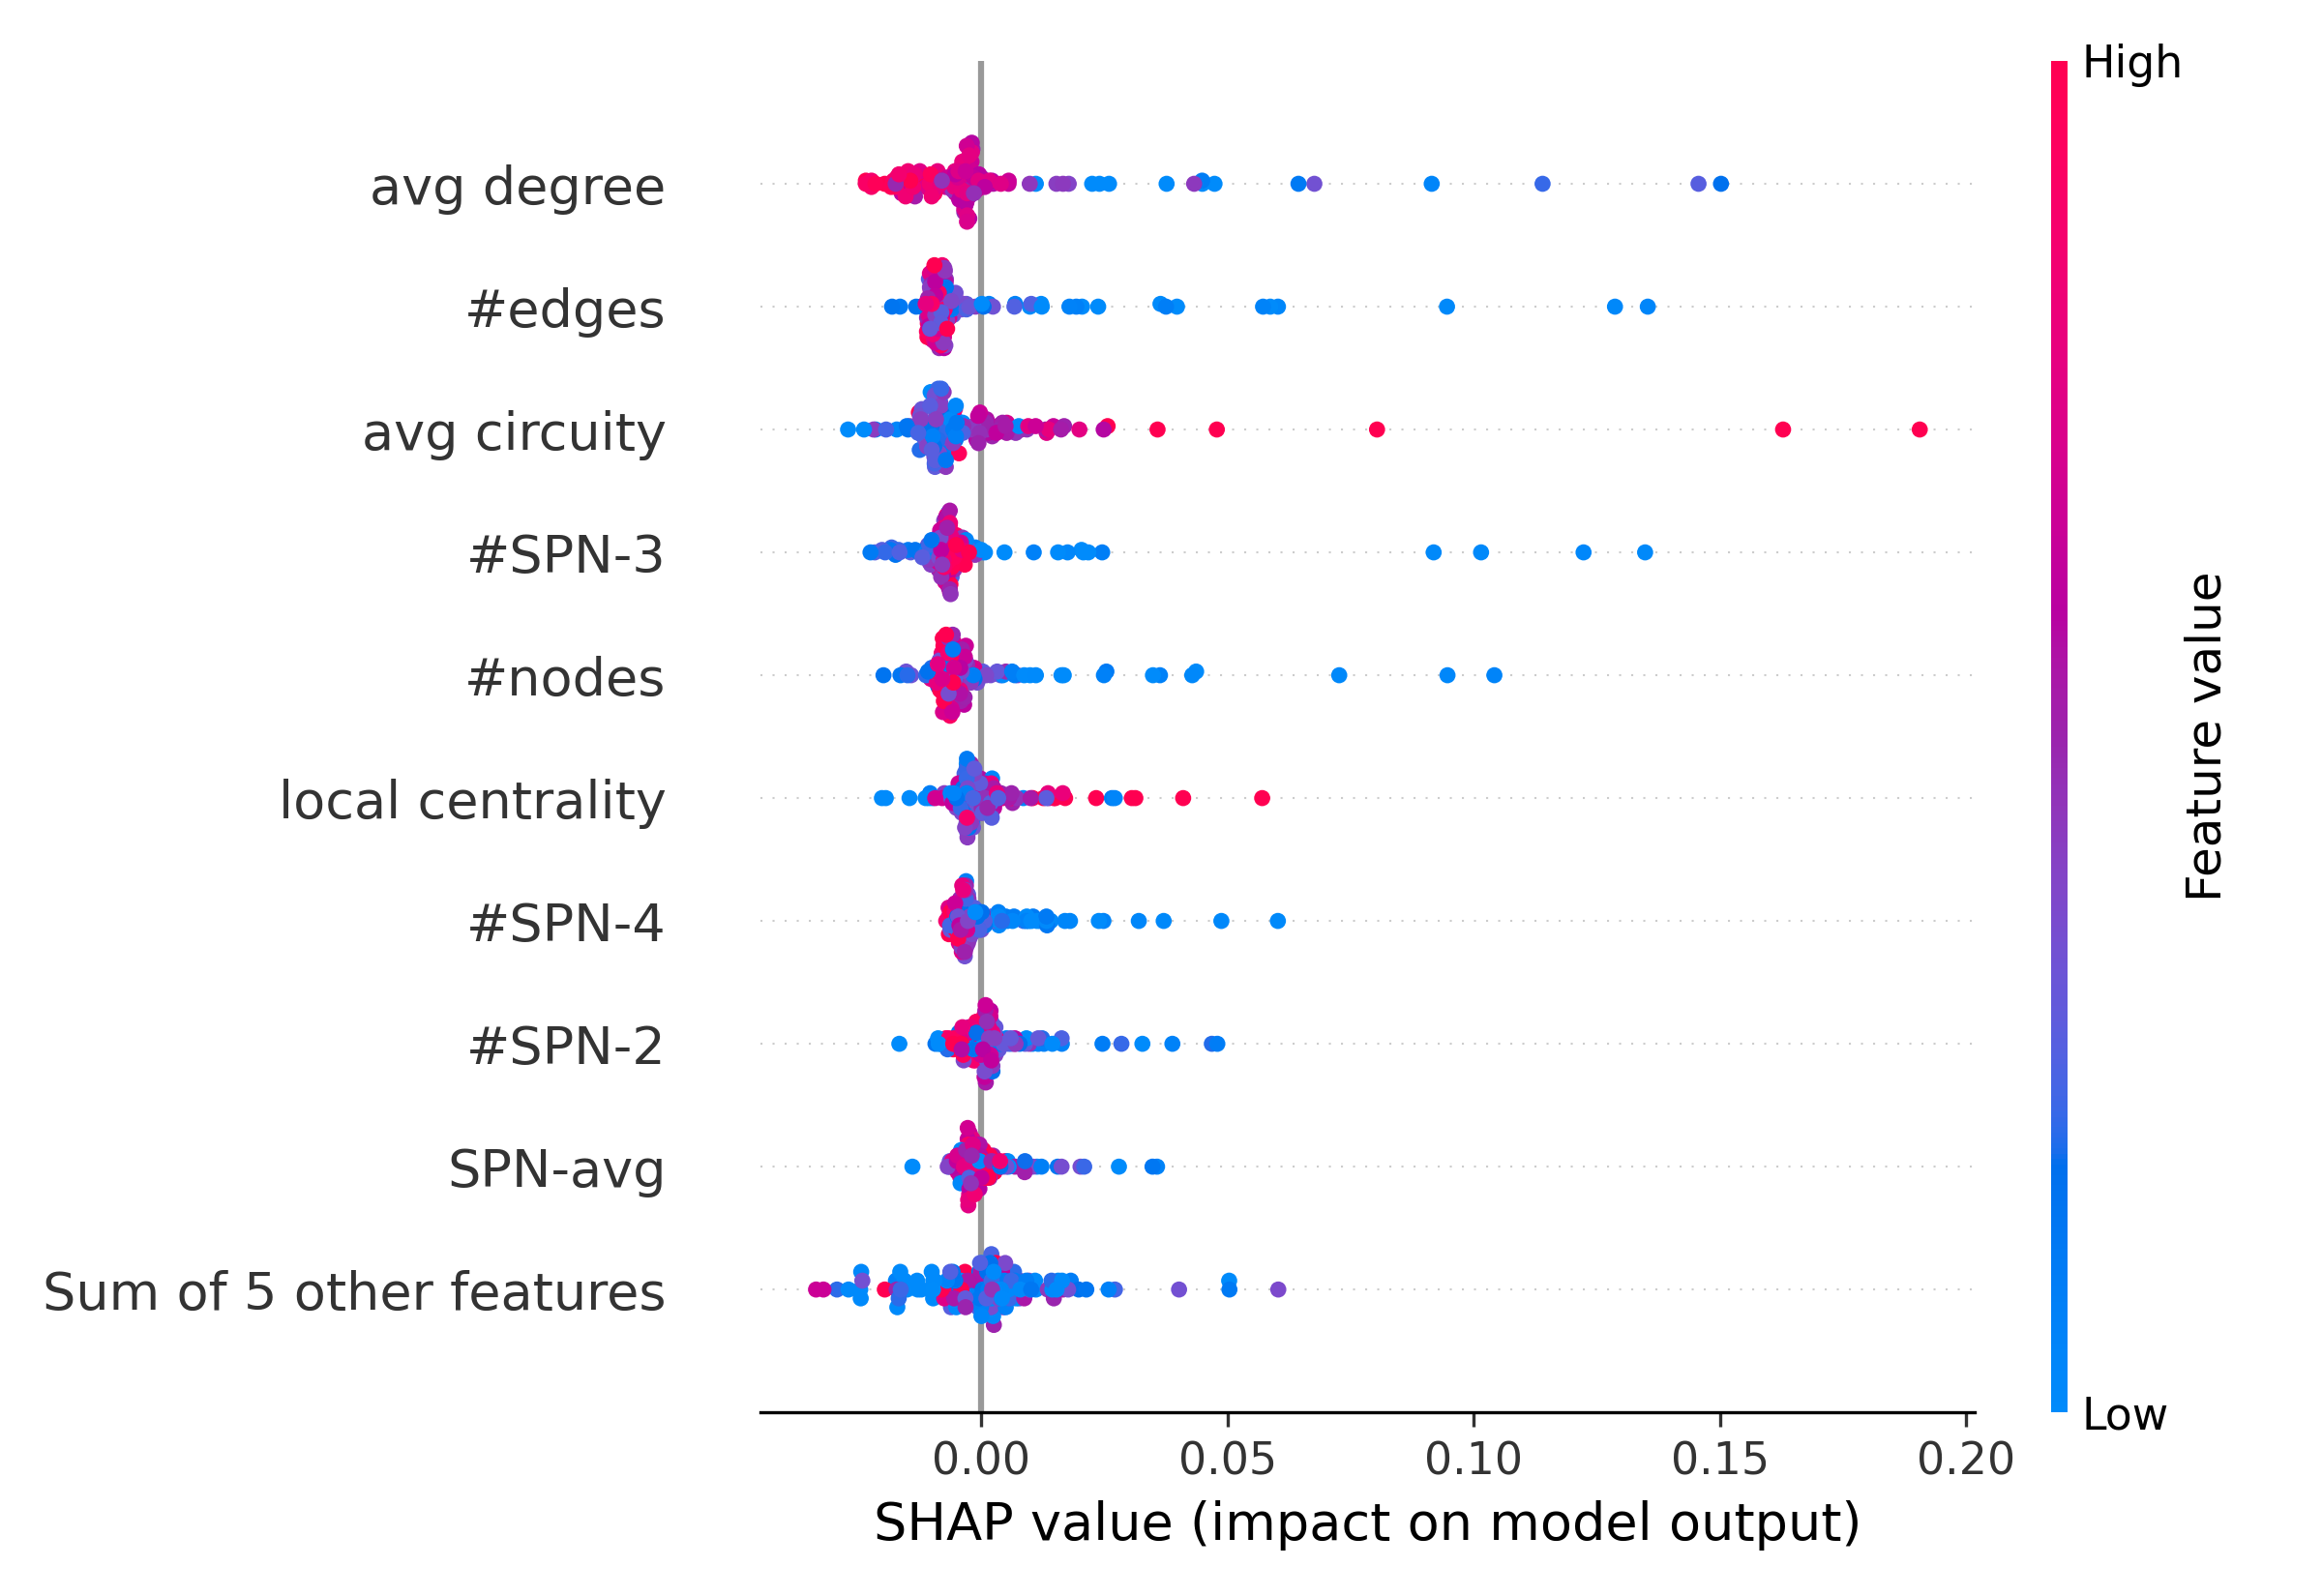 High
avg degree
#edges
avg circuity
#SPN-3
#nodes
local centrality
#SPN-4
#SPN-2
SPN-avg
Sum of 5 other features
Feature value
Low
0.00 0.05 0.10 0.15 0.20
SHAP value (impact on model output)